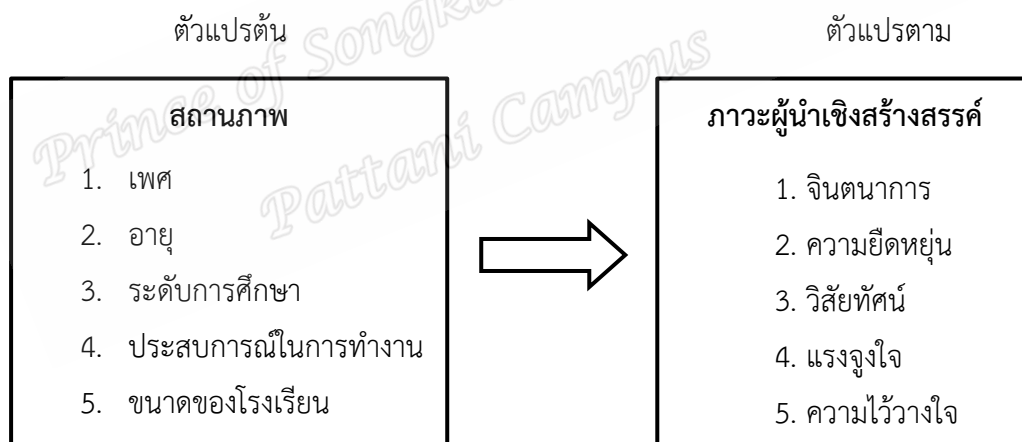 ตัวแปรต้น
ตัวแปรตาม
สถานภาพ
1. เพศ
2. อายุ
3. ระดับการศึกษา
4. ประสบการณ์ในการทำงาน
5. ขนาดของโรงเรียน
ภาวะผู้นำเชิงสร้างสรรค์
1. จินตนาการ
2. ความยืดหยุ่น
3. วิสัยทัศน์
4. แรงจูงใจ
5. ความไว้วางใจ
Prince of Songkla
Pattani Campus